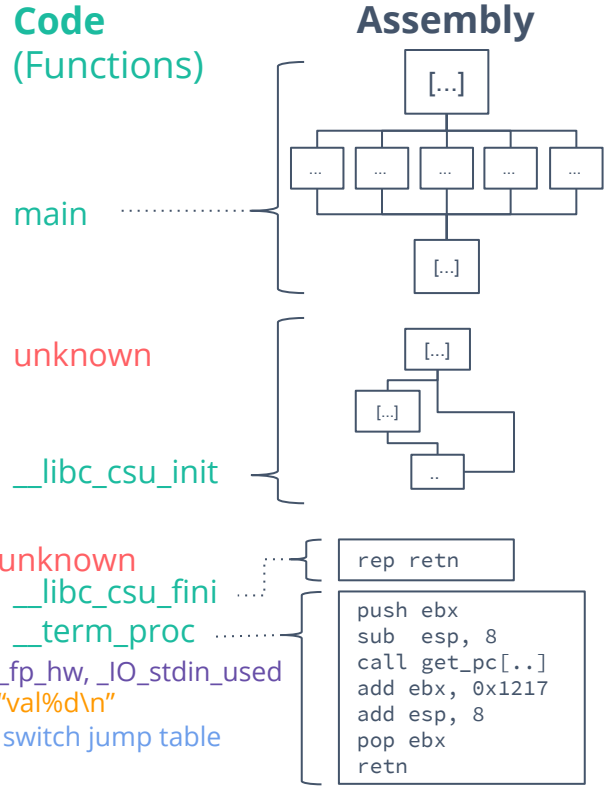 Code
(Functions)
Assembly
[...]
... ... ... ... ...
main
[...]
unknown
[...]
[...]
__libc_csu_init
..
unknown
rep retn
__libc_csu_fini
__term_proc
push ebx
sub  esp, 8
call get_pc[..]
add ebx, 0x1217
add esp, 8
pop ebx
retn
_fp_hw, _IO_stdin_used
“val%d\n”
switch jump table